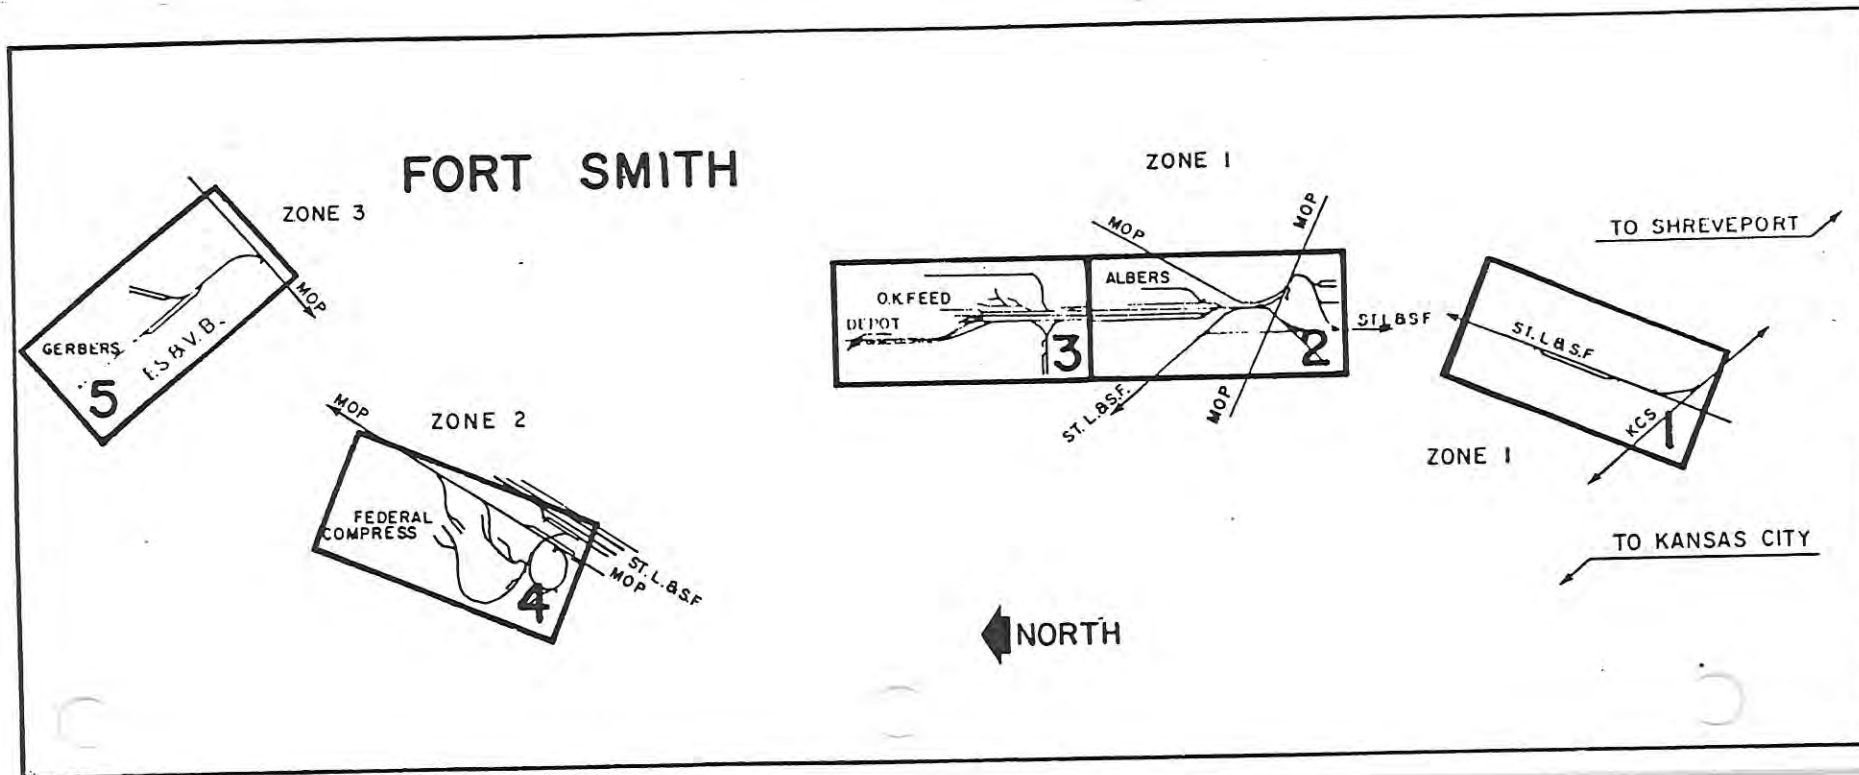 FORT SMITH
ZONE 1
ZONE 3
TO SHREVEPORT
MOP
MOP
MOP
ALBERS
O.K FEED
DEPOT
ST.L&SF
ST. L & S.F
GERBERS
F.S & V.B.
5
3
2
MOP
ZONE 2
ST. L. & S.F.
MOP
KCS
1
ZONE 1
FEDERAL
COMPRESS
4
ST. L. & S.F
MOP
TO KANSAS CITY
NORTH